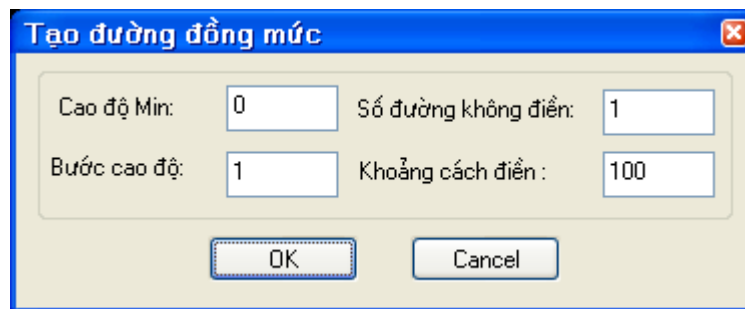 Tạo đường đồng mức
Cao độ Min: 0 Số đường không điền: 1
Bước cao độ: 1 Khoảng cách điền : 100
OK Cancel